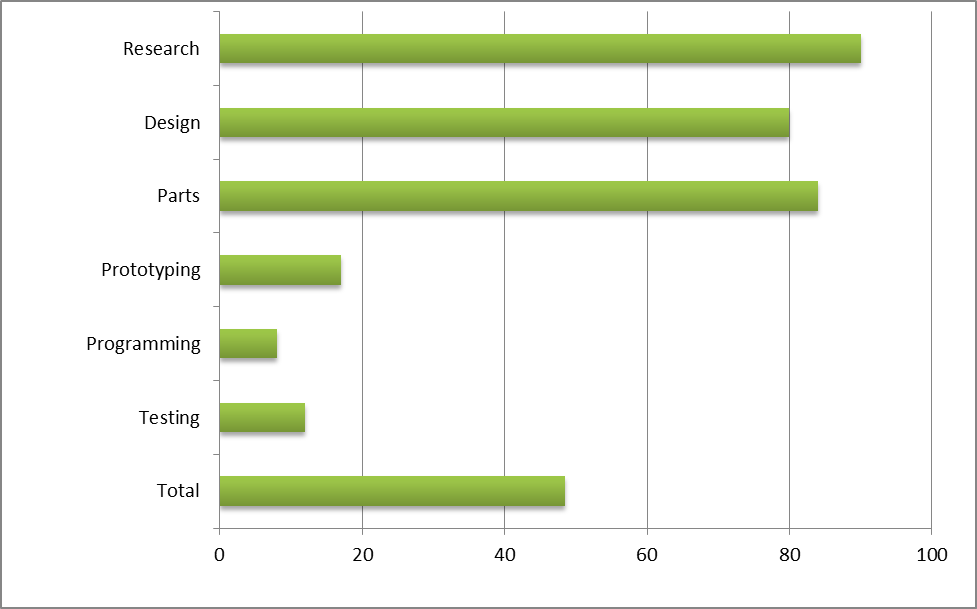 Research
Design
Parts
Prototyping
Programming
Testing
Total
0 20 40 60 80 100